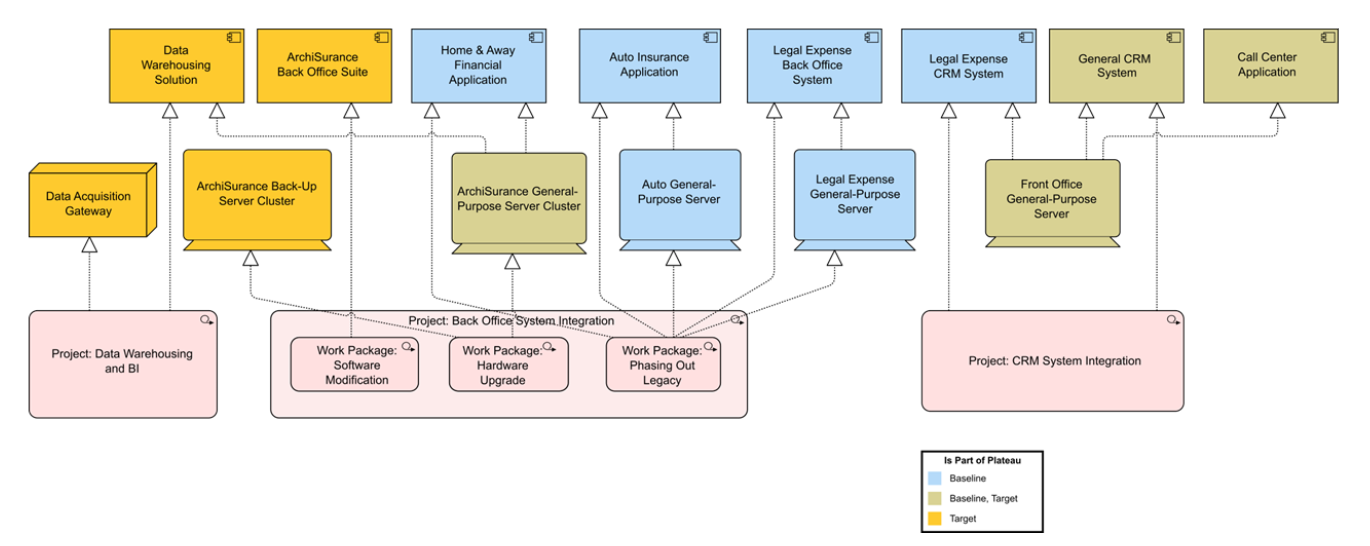 Data
Warehousing
Solution
ArchiSurance
Back Office Suite
Home & Away
Financial
Application
Auto Insurance
Application
Legal Expense
Back Office
System
Legal Expense
CRM System
General CRM
System
Call Center
Application
Data Acquisition
Gateway
ArchiSurance Back-Up
Server Cluster
ArchiSurance General-
Purpose Server Cluster
Auto General-
Purpose Server
Legal Expense
General-Purpose
Server
Front Office
General-Purpose
Server
Project: Data Warehousing
and BI
Project: Back Office System Integration
Work Package:
Software
Modification
Work Package:
Hardware
Upgrade
Work Package:
Phasing Out
Legacy
Project: CRM System Integration
Is Part of Plateau
Baseline
Baseline, Target
Target